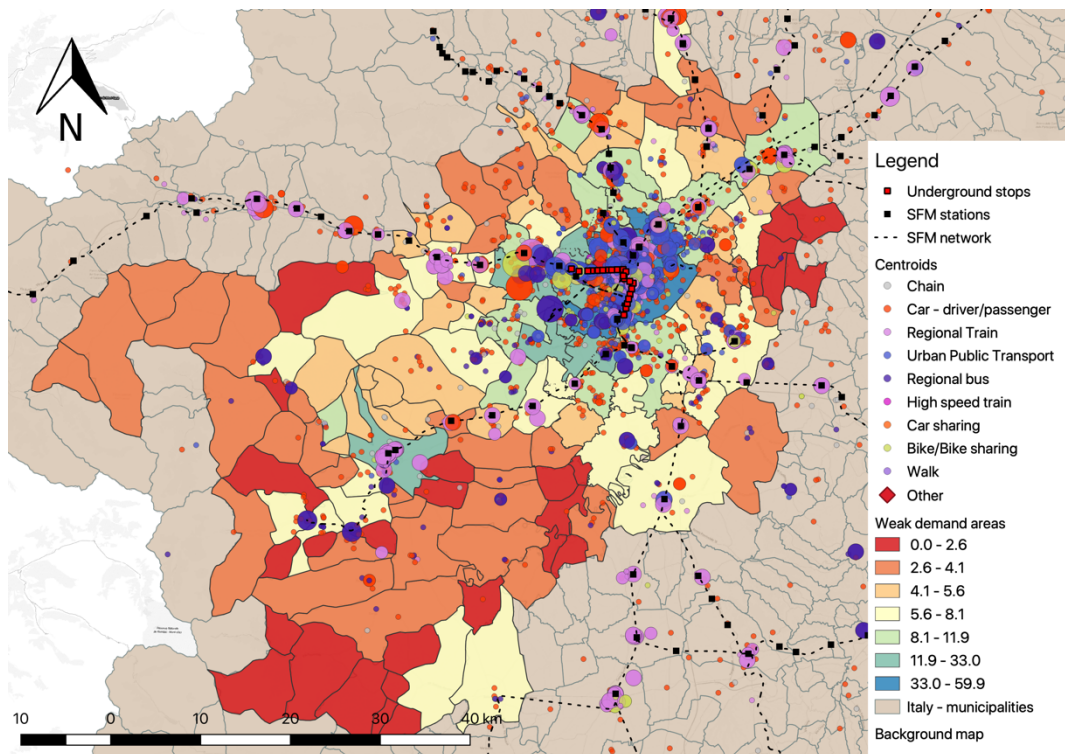 N
Legend
Underground stops
SFM stations
SFM network
Centroids
Chain
Car - driver/passenger
Regional Train
Urban Public Transport
Regional bus
High speed train
Car sharing
Bike/Bike sharing
Walk
Other
Weak demand areas
0.0 - 2.6
2.6 - 4.1
4.1 - 5.6
5.6 - 8.1
8.1 - 11.9
11.9 - 33.0
33.0 - 59.9
Italy - municipalities
Background map
10 0 10 20 30 40 km